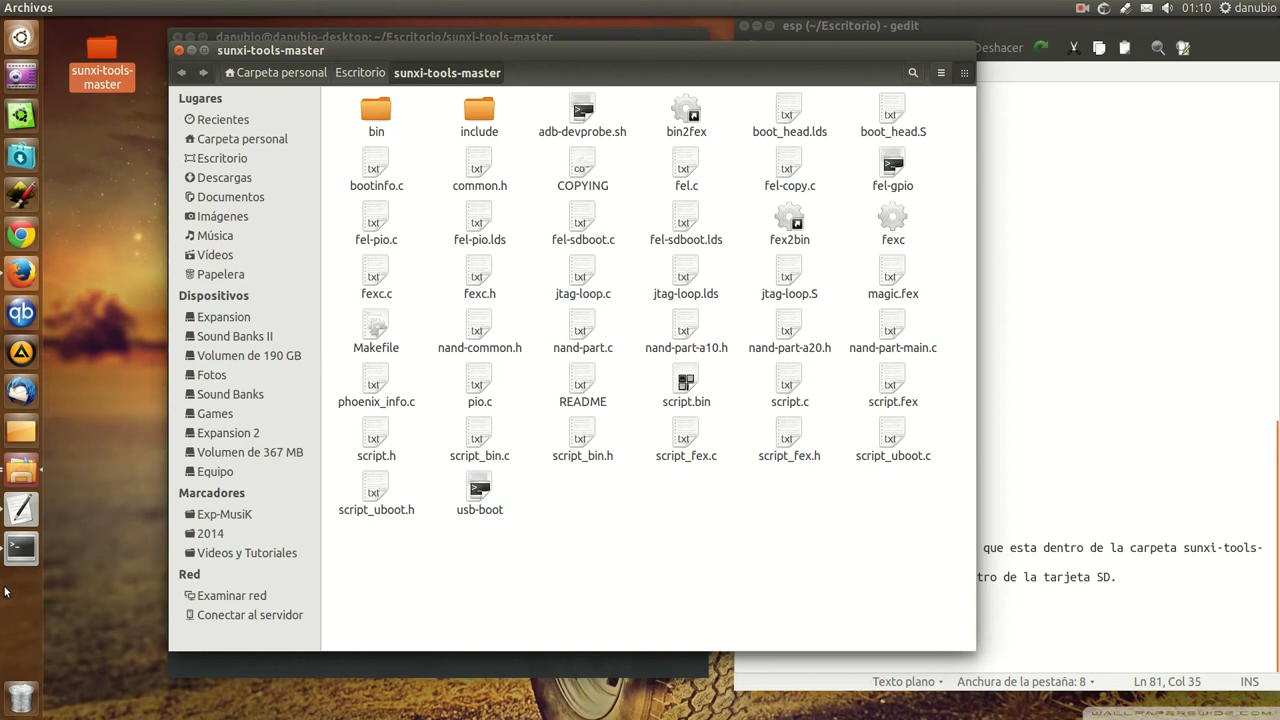 Archivos
01:10
danubio
sunxi-tools-
master
danubio@danubio-desktop: ~/Escritorio/sunxi-tools-master
esp (~/Escritorio) - gedit
Deshacer
sunxi-tools-master
Carpeta personal
Escritorio
sunxi-tools-master
Lugares
Recientes
Carpeta personal
Escritorio
Descargas
Documentos
Imágenes
Música
Vídeos
Papelera
Dispositivos
Expansion
Sound Banks II
Volumen de 190 GB
Fotos
Sound Banks
Games
Expansion 2
Volumen de 367 MB
Equipo
Marcadores
Exp-MusiK
2014
Videos y Tutoriales
Red
Examinar red
Conectar al servidor
bin
include
adb-devprobe.sh
bin2fex
boot_head.lds
boot_head.S
bootinfo.c
common.h
COPYING
fel.c
fel-copy.c
fel-gpio
fel-pio.c
fel-pio.lds
fel-sdboot.c
fel-sdboot.lds
fex2bin
fexc
fexc.c
fexc.h
jtag-loop.c
jtag-loop.lds
jtag-loop.S
magic.fex
Makefile
nand-common.h
nand-part.c
nand-part-a10.h
nand-part-a20.h
nand-part-main.c
phoenix_info.c
pio.c
README
script.bin
script.c
script.fex
script.h
script_bin.c
script_bin.h
script_fex.c
script_fex.h
script_uboot.c
script_uboot.h
usb-boot
que esta dentro de la carpeta sunxi-tools-
tro de la tarjeta SD.
Texto plano
Anchura de la pestaña: 8
Ln 81, Col 35
INS
WALLPAPERSWIDE.COM